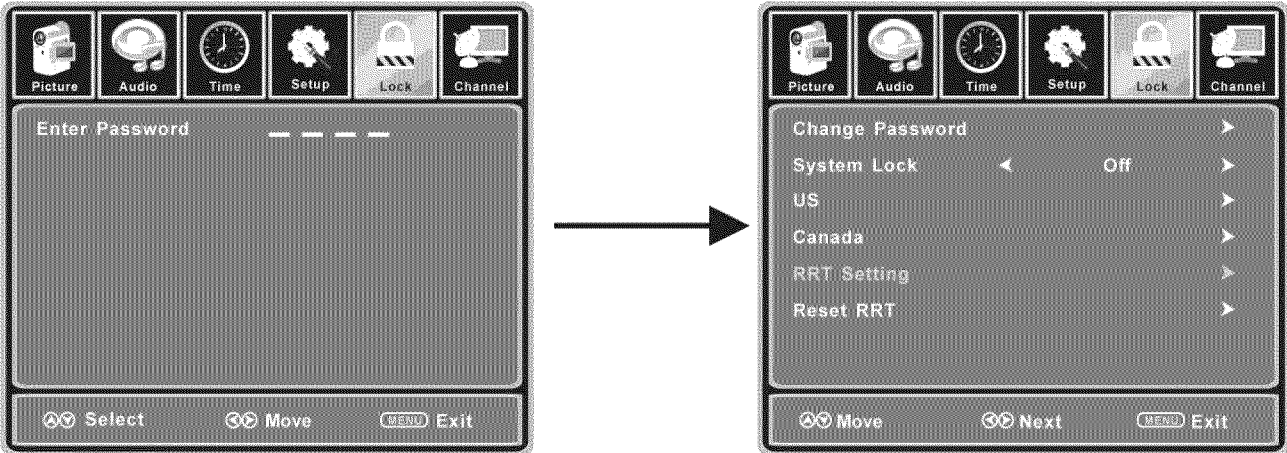 Picture Audio Time Setup Lock Channel
Enter Password
Select Move MENU Exit
Picture Audio Time Setup Lock Channel
Change Password
System Lock Off
US
Canada
RRT Setting
Reset RRT
Move Next MENU Exit